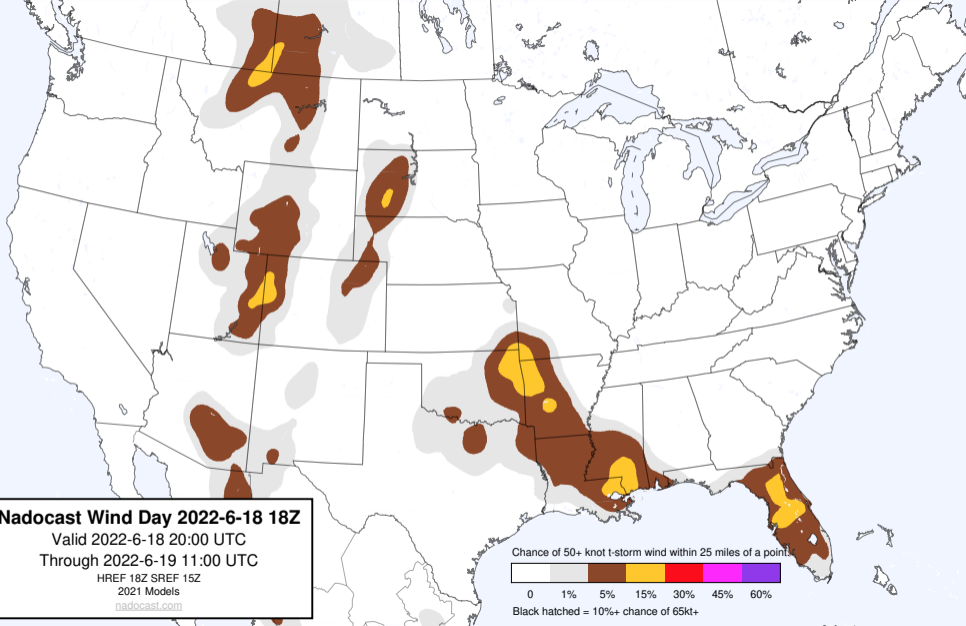 Nadocast Wind Day 2022-6-18 18Z
Valid 2022-6-18 20:00 UTC
Through 2022-6-19 11:00 UTC
HREF 18Z SREF 15Z
2021 Models
nadocast.com
Chance of 50+ knot t-storm wind within 25 miles of a point.
0 1% 5% 15% 30% 45% 60%
Black hatched = 10%+ chance of 65kt+